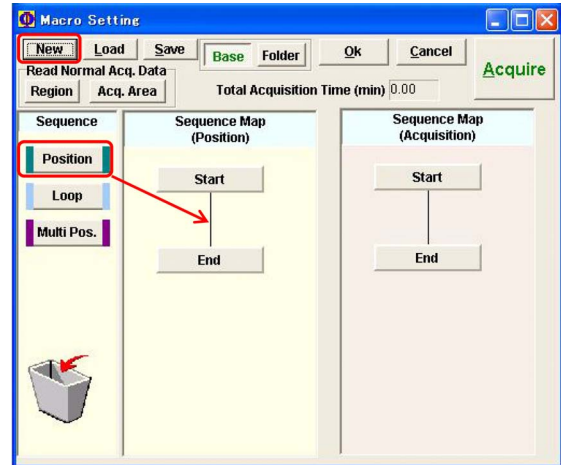 Macro Setting
New Load Save Base Folder Ok Cancel Acquire
Read Normal Acq. Data
Region Acq. Area Total Acquisition Time (min) 0.00
Sequence
Position
Loop
Multi Pos.
Sequence Map
(Position)
Start
End
Sequence Map
(Acquisition)
Start
End